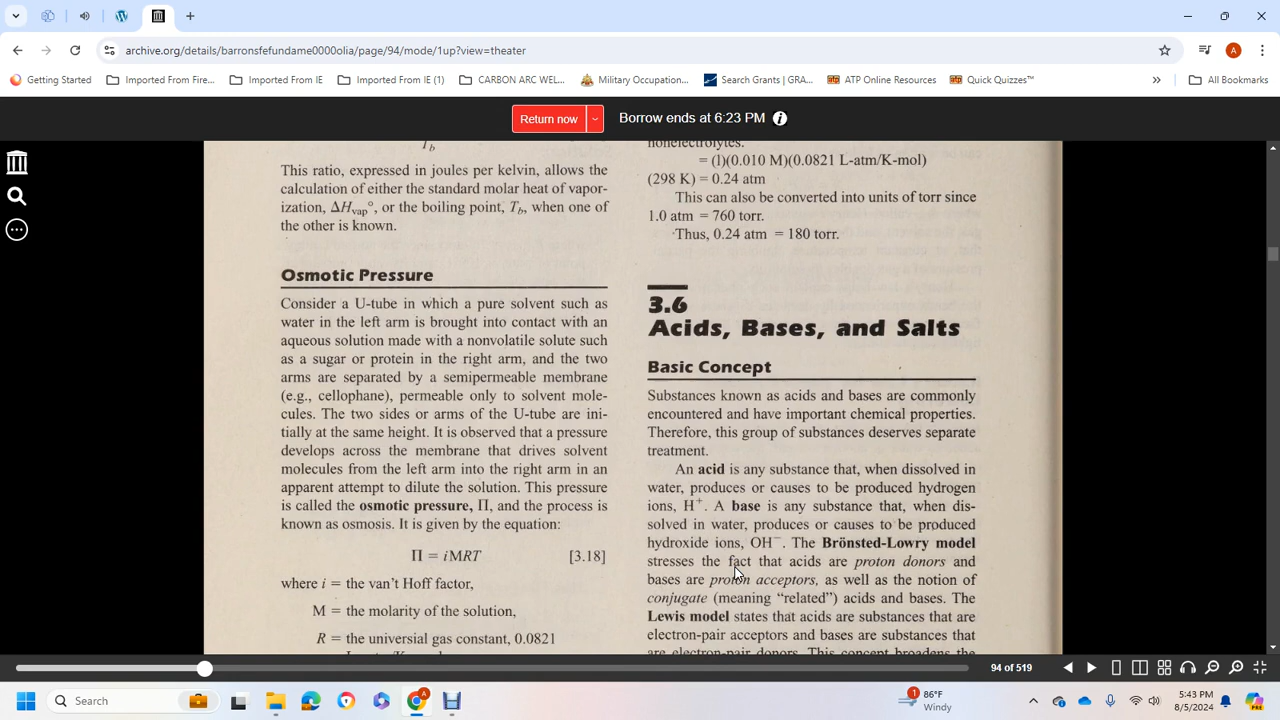 archive.org/details/barronsfefundame0000olia/page/94/mode/1up?view=theater
A
Getting Started
Imported From Fire...
Imported From IE
Imported From IE (1)
CARBON ARC WEL...
Military Occupation...
Search Grants | GRA...
ATP Online Resources
Quick Quizzes™
»
All Bookmarks
Return now
Borrow ends at 6:23 PM
T_b
This ratio, expressed in joules per kelvin, allows the
calculation of either the standard molar heat of vapor-
ization, ΔH_vap°, or the boiling point, T_b, when one of
the other is known.
Osmotic Pressure
Consider a U-tube in which a pure solvent such as
water in the left arm is brought into contact with an
aqueous solution made with a nonvolatile solute such
as a sugar or protein in the right arm, and the two
arms are separated by a semipermeable membrane
(e.g., cellophane), permeable only to solvent mole-
cules. The two sides or arms of the U-tube are ini-
tially at the same height. It is observed that a pressure
develops across the membrane that drives solvent
molecules from the left arm into the right arm in an
apparent attempt to dilute the solution. This pressure
is called the osmotic pressure, Π, and the process is
known as osmosis. It is given by the equation:
Π = iMRT [3.18]
where i = the van't Hoff factor,
M = the molarity of the solution,
R = the universial gas constant, 0.0821
nonelectrolytes.
= (l)(0.010 M)(0.0821 L-atm/K-mol)
(298 K) = 0.24 atm
This can also be converted into units of torr since
1.0 atm = 760 torr.
Thus, 0.24 atm = 180 torr.
3.6
Acids, Bases, and Salts
Basic Concept
Substances known as acids and bases are commonly
encountered and have important chemical properties.
Therefore, this group of substances deserves separate
treatment.
An acid is any substance that, when dissolved in
water, produces or causes to be produced hydrogen
ions, H⁺. A base is any substance that, when dis-
solved in water, produces or causes to be produced
hydroxide ions, OH⁻. The Brönsted-Lowry model
stresses the fact that acids are proton donors and
bases are proton acceptors, as well as the notion of
conjugate (meaning "related") acids and bases. The
Lewis model states that acids are substances that are
electron-pair acceptors and bases are substances that
are electron-pair donors. This concept broadens the
94 of 519
Search
1
86°F
Windy
5:43 PM
8/5/2024